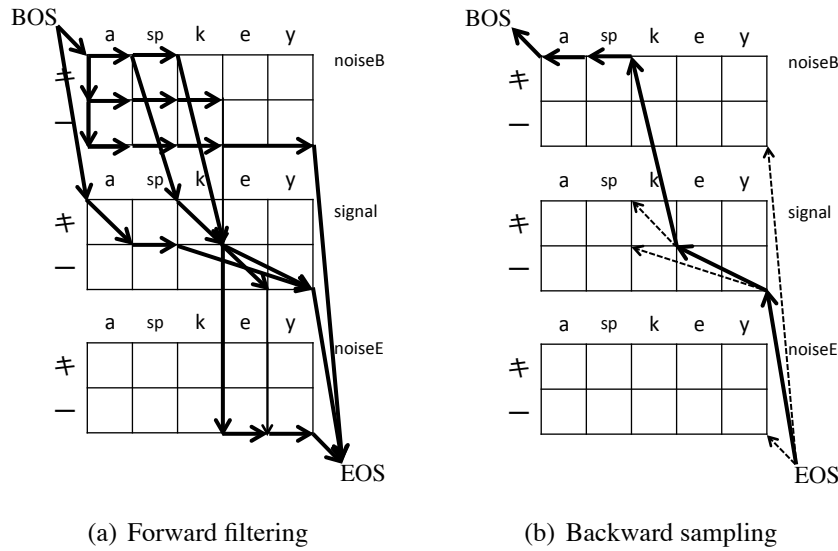 BOS
a sp k e y
noiseB
キ
ー
a sp k e y
signal
キ
ー
a sp k e y
noiseE
キ
ー
EOS
(a) Forward filtering
BOS
a sp k e y
noiseB
キ
ー
a sp k e y
signal
キ
ー
a sp k e y
noiseE
キ
ー
EOS
(b) Backward sampling